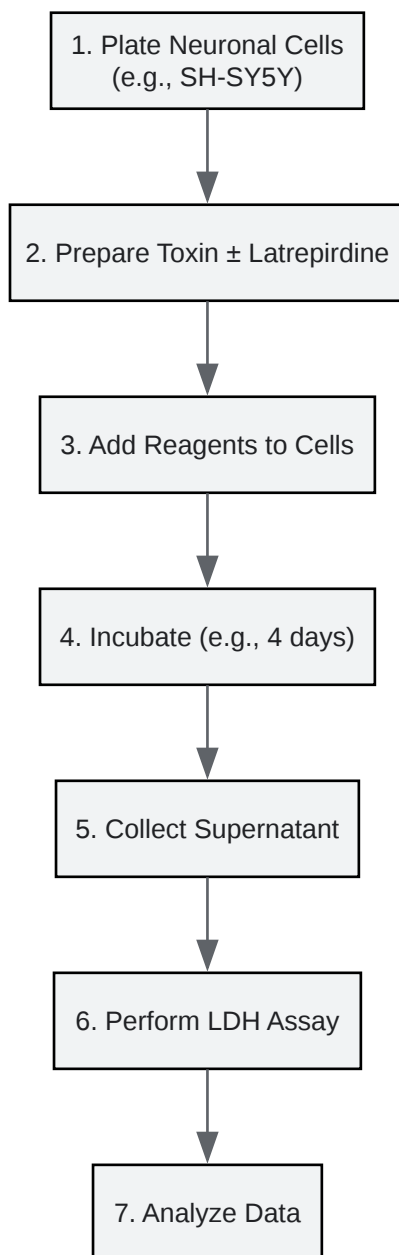 1. Plate Neuronal Cells
(e.g., SH-SY5Y)
2. Prepare Toxin ± Latrepirdine
3. Add Reagents to Cells
4. Incubate (e.g., 4 days)
5. Collect Supernatant
6. Perform LDH Assay
7. Analyze Data